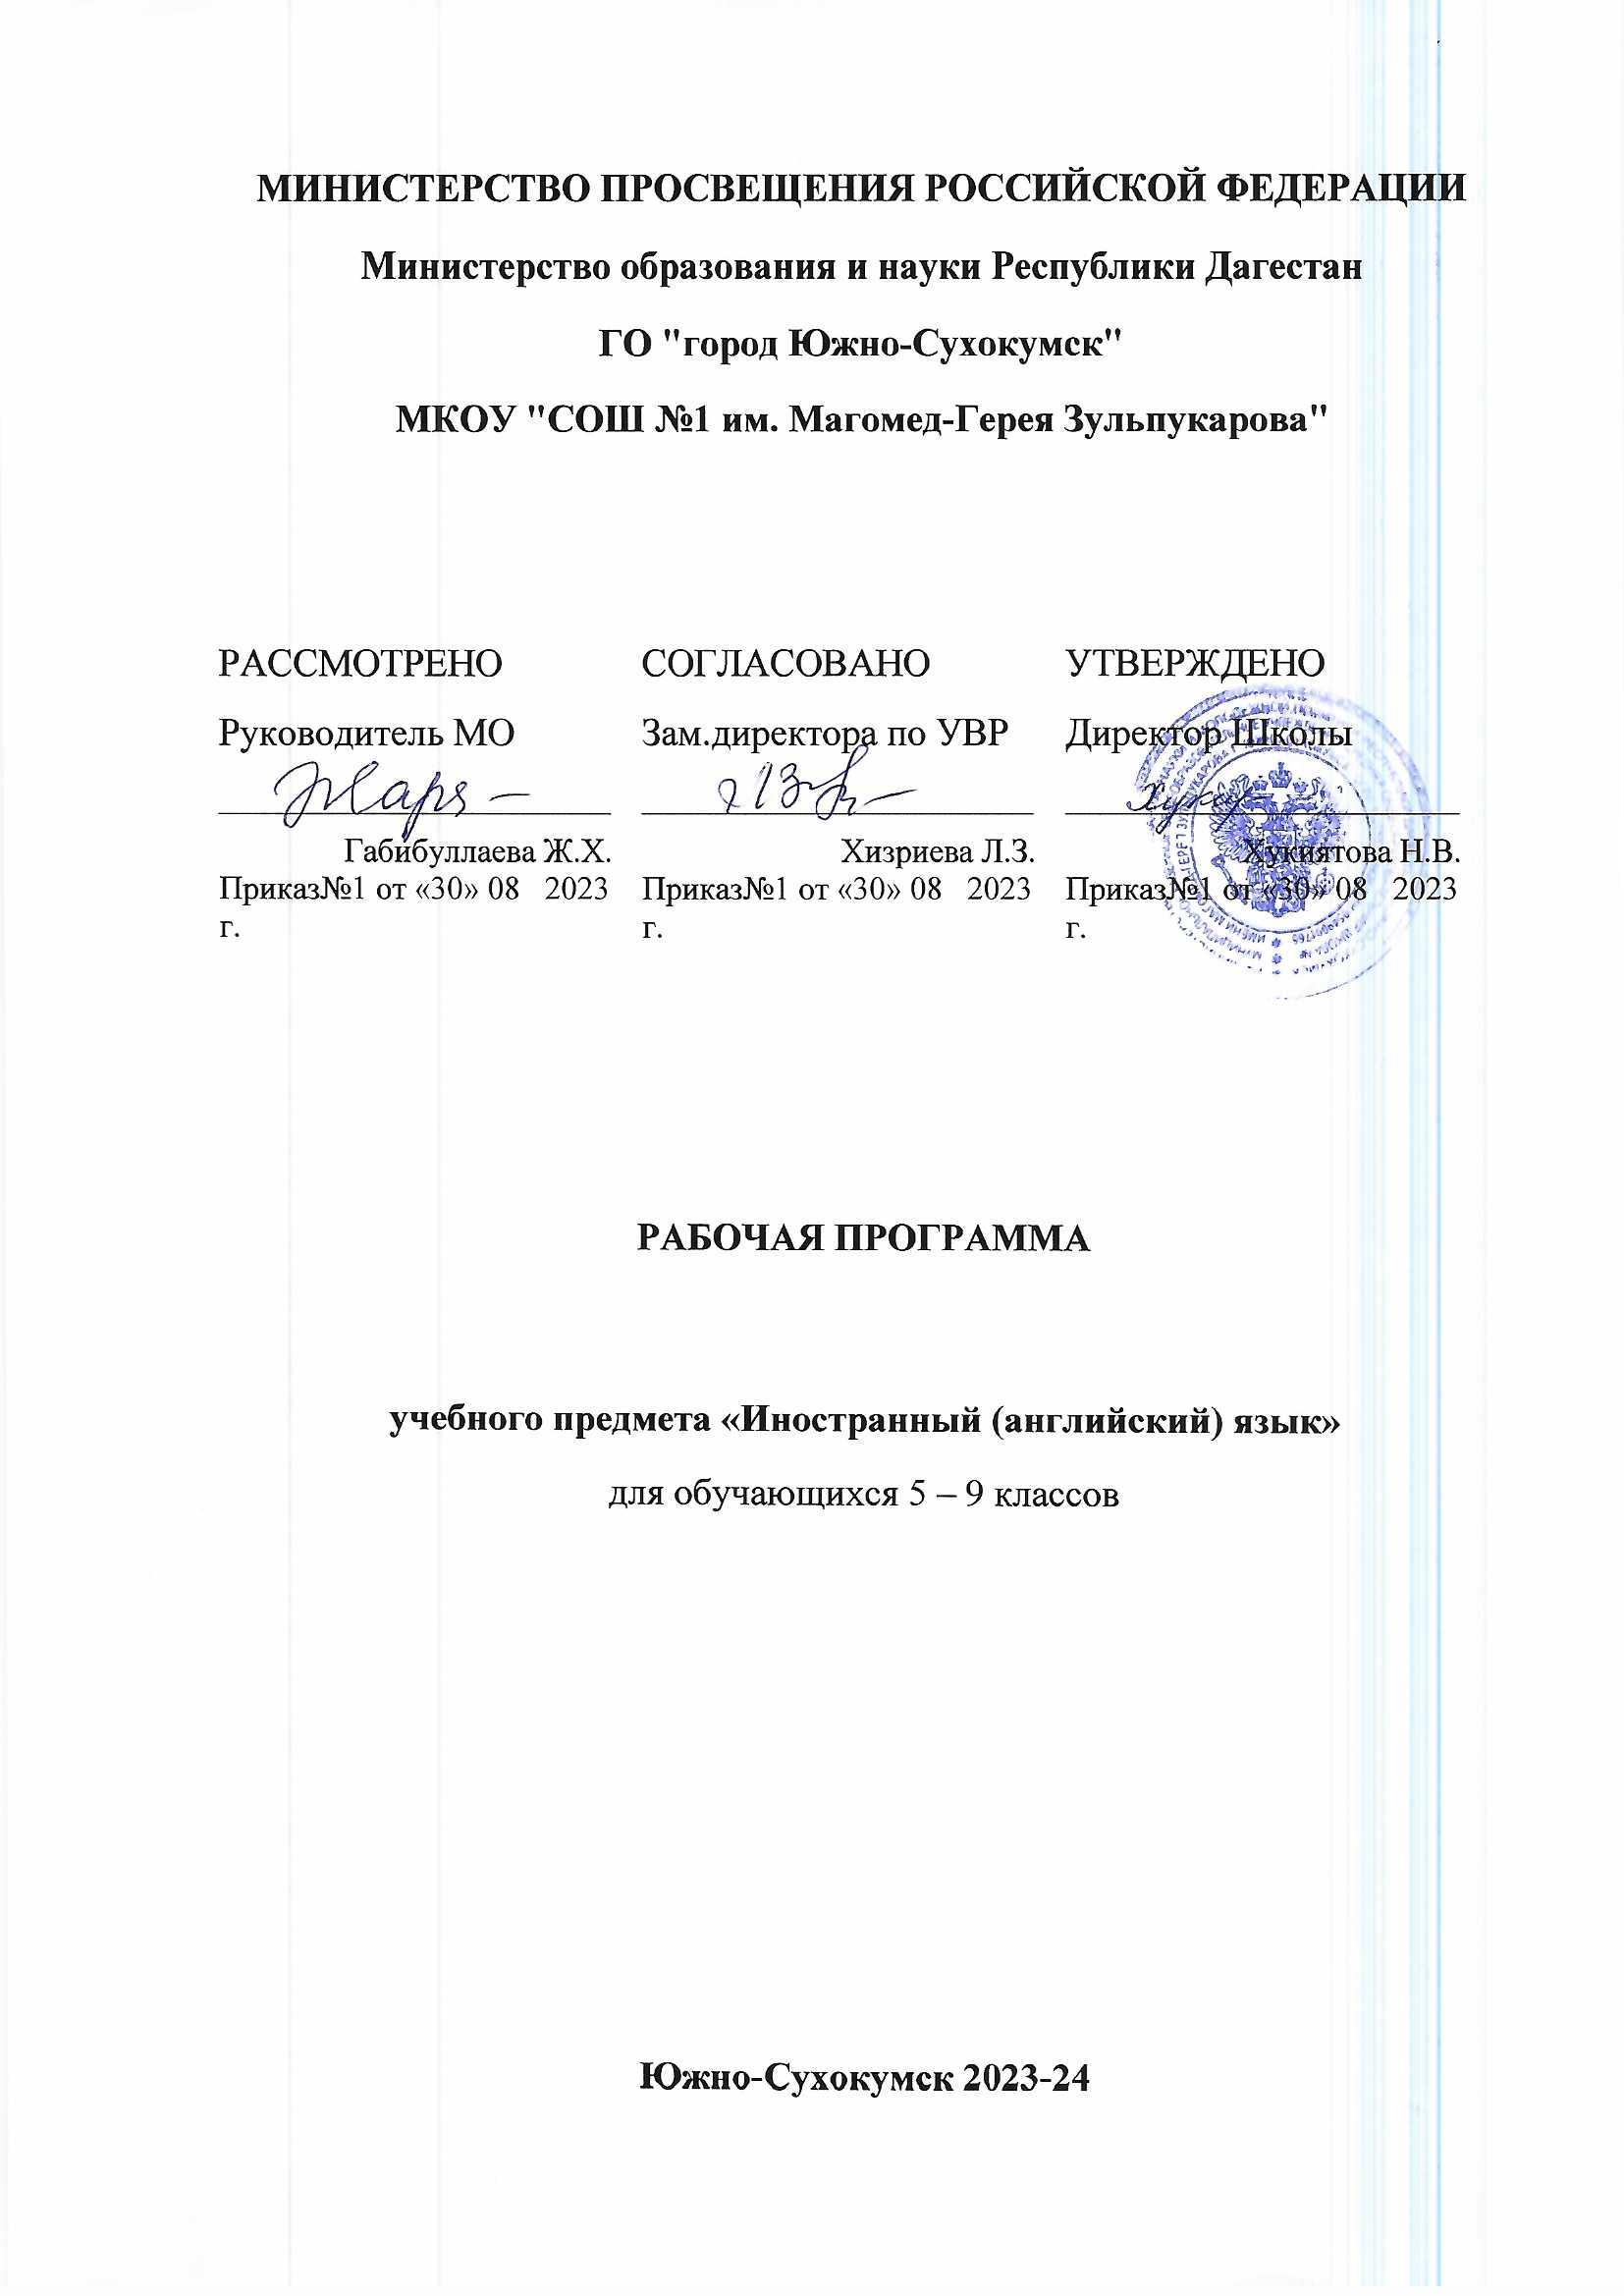 МИНИСТЕРСТВО ПРОСВЕЩЕНИЯ РОССИЙСКОЙ ФЕДЕРАЦИИ
Министерство образования и науки Республики Дагестан
ГО "город Южно-Сухокумск"
МКОУ "СОШ №1 им. Магомед-Герея Зульпукарова"
РАССМОТРЕНО
Руководитель МО
Габибуллаева Ж.Х.
Приказ№1 от «30» 08 2023
г.
СОГЛАСОВАНО
Зам.директора по УВР
Хизриева Л.З.
Приказ№1 от «30» 08 2023
г.
УТВЕРЖДЕНО
Директор Школы
Хукиятова Н.В.
Приказ№1 от «30» 08 2023
г.
РАБОЧАЯ ПРОГРАММА
учебного предмета «Иностранный (английский) язык»
для обучающихся 5 – 9 классов
Южно-Сухокумск 2023-24